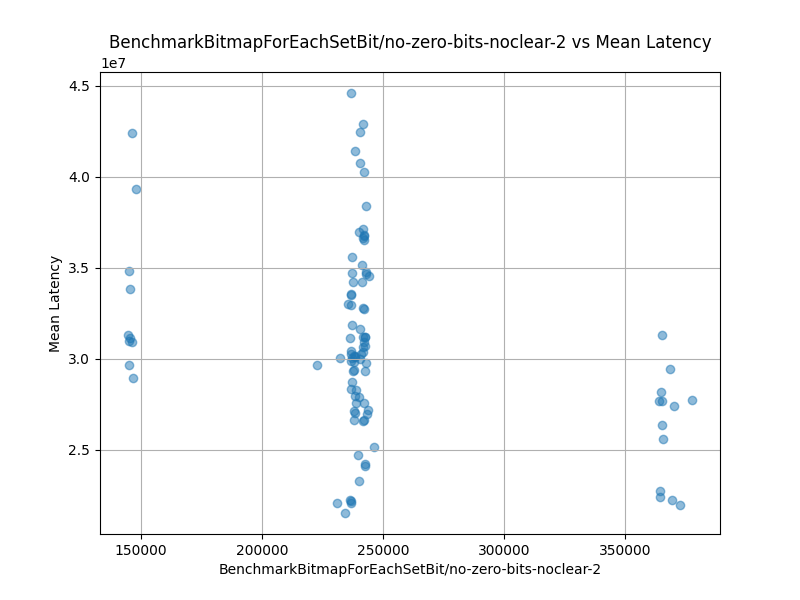 BenchmarkBitmapForEachSetBit/no-zero-bits-noclear-2 vs Mean Latency
1e7
4.5
4.0
3.5
3.0
2.5
Mean Latency
150000 200000 250000 300000 350000
BenchmarkBitmapForEachSetBit/no-zero-bits-noclear-2